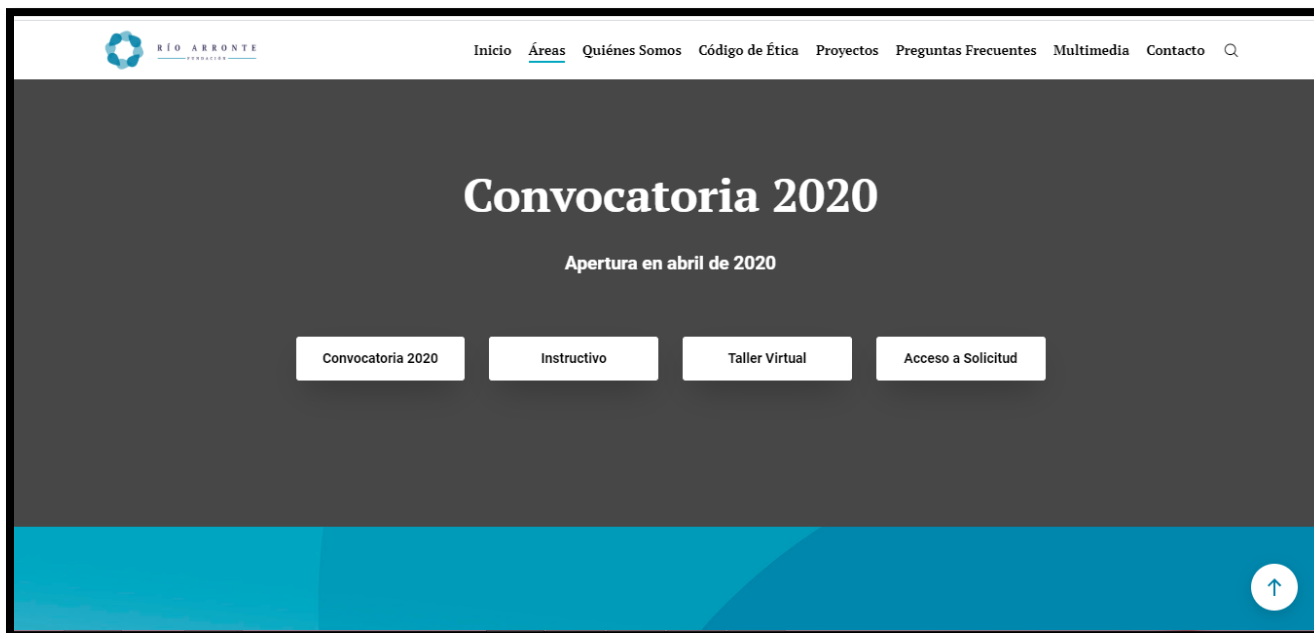 RÍO ARRONTE
FUNDACIÓN
Inicio Áreas Quiénes Somos Código de Ética Proyectos Preguntas Frecuentes Multimedia Contacto
Convocatoria 2020
Apertura en abril de 2020
Convocatoria 2020 Instructivo Taller Virtual Acceso a Solicitud